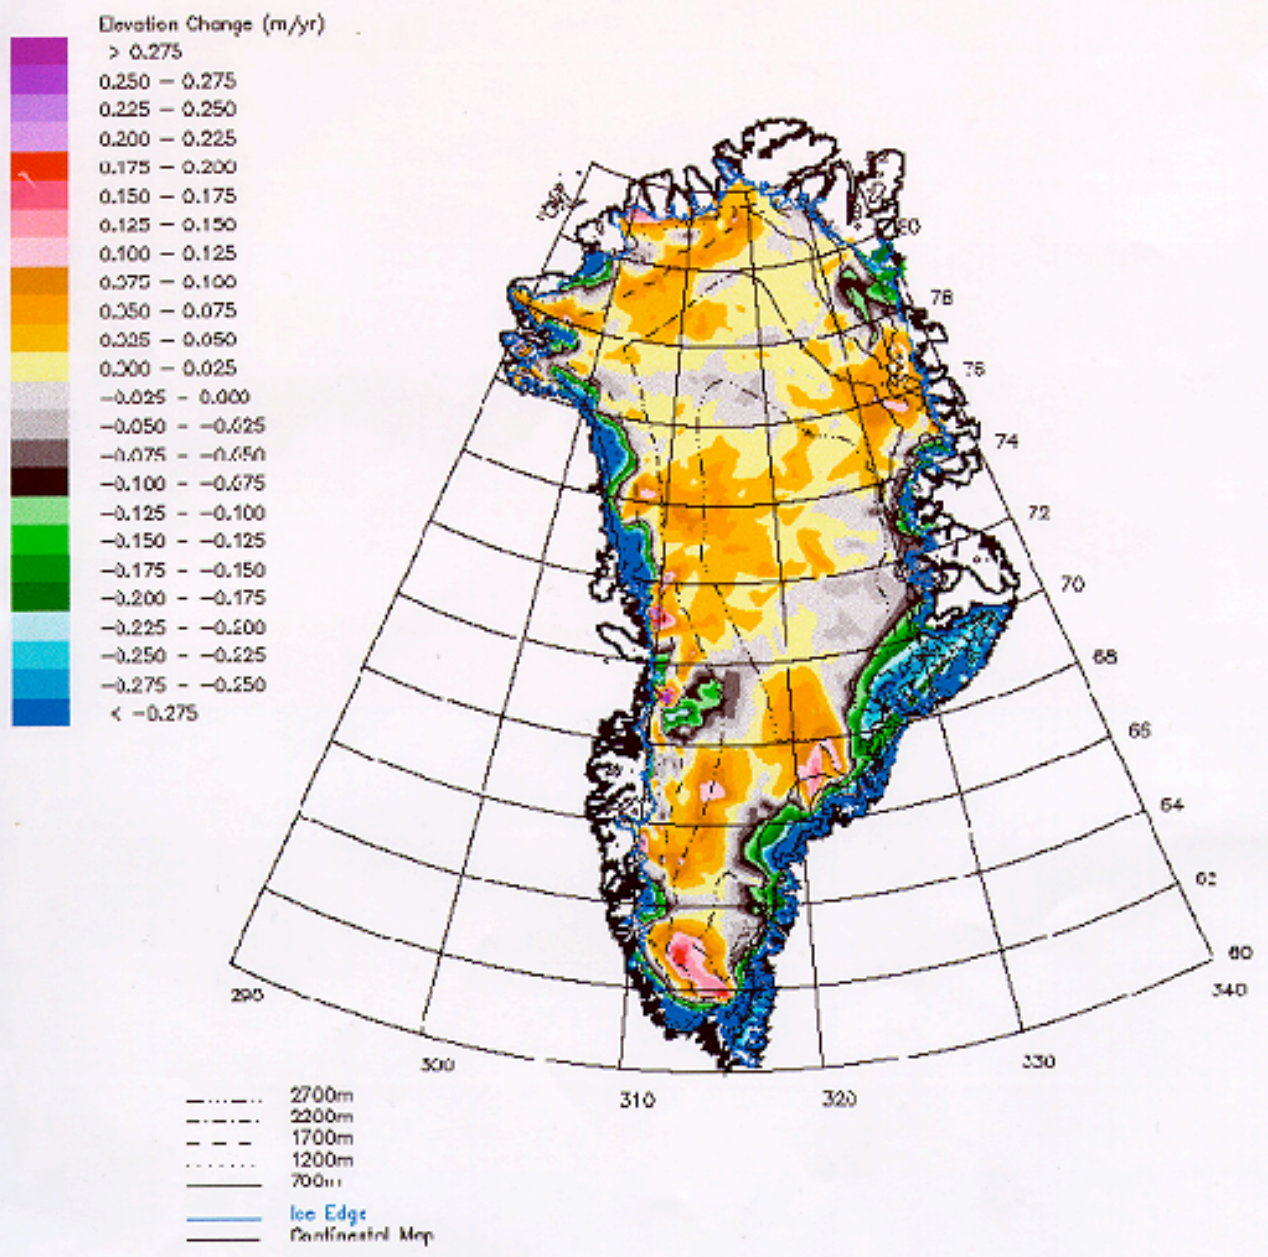 Elevation Change (m/yr)
> 0.275
0.250 – 0.275
0.225 – 0.250
0.200 – 0.225
0.175 – 0.200
0.150 – 0.175
0.125 – 0.150
0.100 – 0.125
0.075 – 0.100
0.050 – 0.075
0.025 – 0.050
0.000 – 0.025
-0.025 - 0.000
-0.050 - -0.025
-0.075 - -0.050
-0.100 - -0.075
-0.125 - -0.100
-0.150 - -0.125
-0.175 - -0.150
-0.200 - -0.175
-0.225 - -0.200
-0.250 - -0.225
-0.275 - -0.250
< -0.275
80
78
76
74
72
70
68
66
64
62
60
340
290
300
330
310
320
2700m
2200m
1700m
1200m
700m
Ice Edge
Continental Map